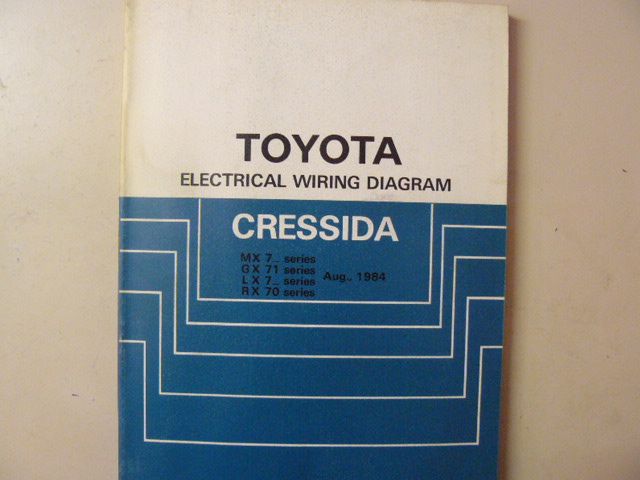 TOYOTA
ELECTRICAL WIRING DIAGRAM
CRESSIDA
MX 7_ series
GX 71 series
LX 7_ series Aug., 1984
RX 70 series